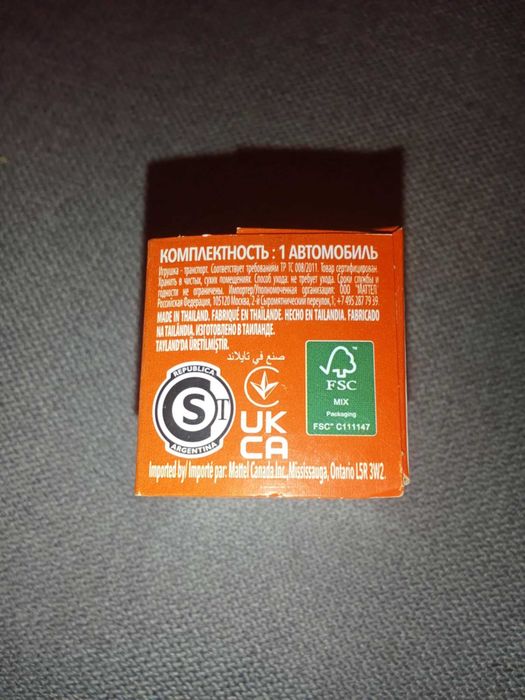 КОМПЛЕКТНОСТЬ : 1 АВТОМОБИЛЬ
Игрушка - транспорт. Соответствует требованиям ТР ТС 008/2011. Товар сертифицирован
Хранить в чистых, сухих помещениях. Способ ухода: не требует ухода. Сроки службы и
годности не ограничены. Импортер/Уполномоченная организация: ООО "МАТТЕЛ"
Российская Федерация, 105120 Москва, 2-й Сыромятнический переулок,1; +7 495 287 79 39.
MADE IN THAILAND. FABRIQUÉ EN THAÏLANDE. HECHO EN TAILANDIA. FABRICADO
NA TAILÂNDIA. ИЗГОТОВЛЕНО В ТАИЛАНДЕ.
TAYLAND'DA ÜRETİLMİŞTİR.
صنع في تايلاند
REPUBLICA
S
ARGENTINA
UK
CA
FSC
MIX
Packaging
FSC® C111147
Imported by/ Importé par: Mattel Canada Inc.,Mississauga, Ontario L5R 3W2.